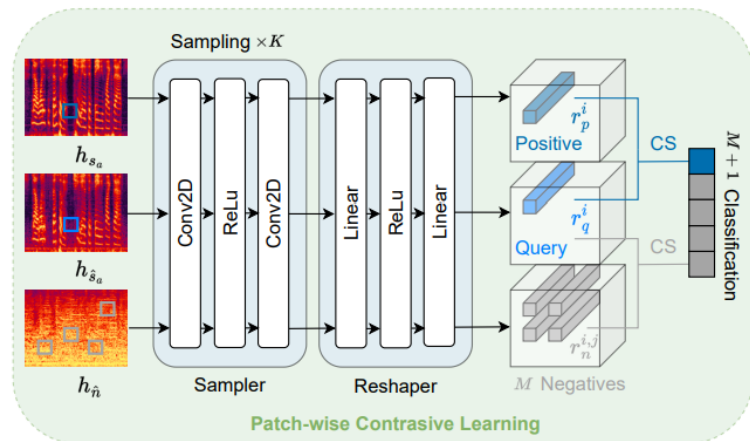 Sampling ×K
h_{s_a}
h_{ŝ_a}
h_{n̂}
Conv2D
ReLu
Conv2D
Sampler
Linear
ReLu
Linear
Reshaper
r_p^i
Positive
r_q^i
Query
r_n^{i,j}
M Negatives
CS
CS
M + 1 Classification
Patch-wise Contrasive Learning